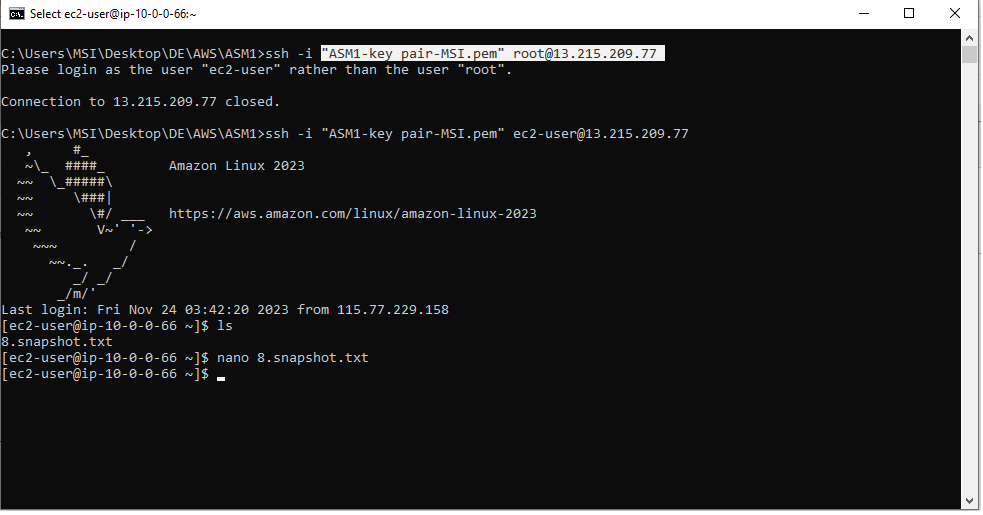 Select ec2-user@ip-10-0-0-66:~
C:\Users\MSI\Desktop\DE\AWS\ASM1>ssh -i "ASM1-key pair-MSI.pem" root@13.215.209.77
Please login as the user "ec2-user" rather than the user "root".
Connection to 13.215.209.77 closed.
C:\Users\MSI\Desktop\DE\AWS\ASM1>ssh -i "ASM1-key pair-MSI.pem" ec2-user@13.215.209.77
   ,     #_
   ~\_  ####_        Amazon Linux 2023
  ~~  \_#####\
  ~~     \###|
  ~~       \#/ ___   https://aws.amazon.com/linux/amazon-linux-2023
   ~~       V~' '->
    ~~~         /
      ~~._.   _/
         _/ _/
       _/m/'
Last login: Fri Nov 24 03:42:20 2023 from 115.77.229.158
[ec2-user@ip-10-0-0-66 ~]$ ls
8.snapshot.txt
[ec2-user@ip-10-0-0-66 ~]$ nano 8.snapshot.txt
[ec2-user@ip-10-0-0-66 ~]$